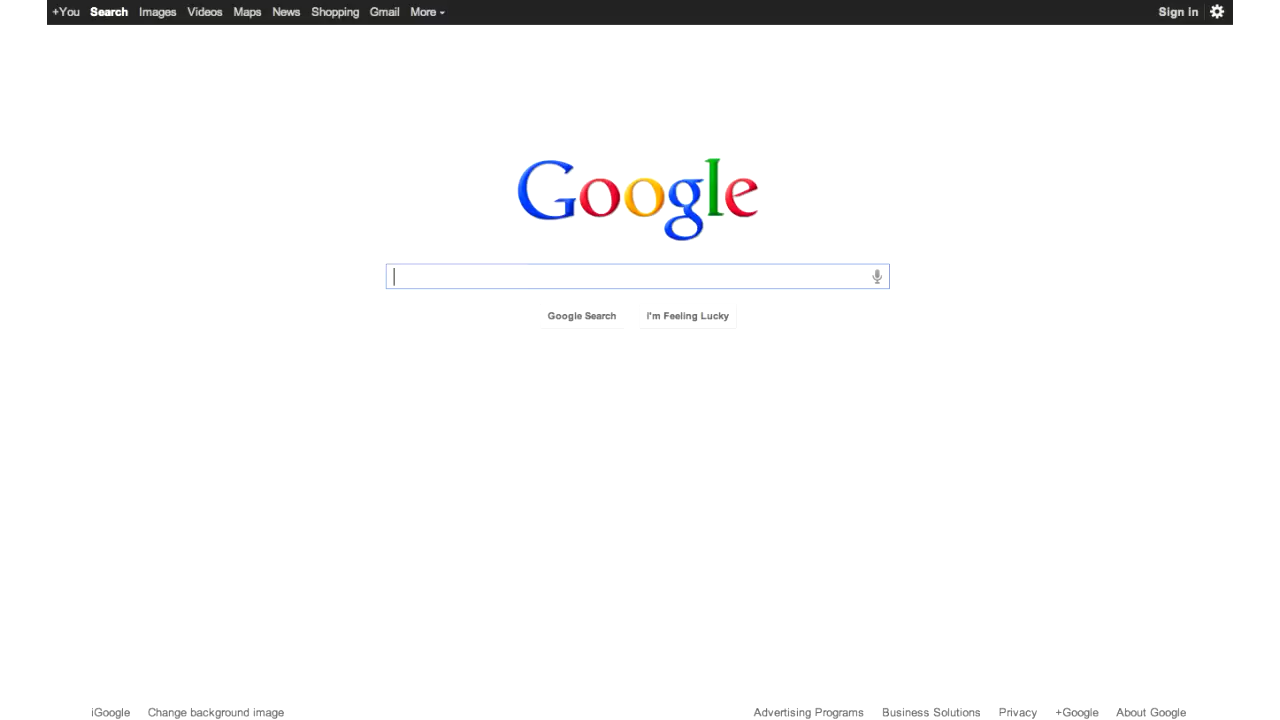 +You Search Images Videos Maps News Shopping Gmail More Sign in
Google
Google Search I'm Feeling Lucky
iGoogle Change background image Advertising Programs Business Solutions Privacy +Google About Google